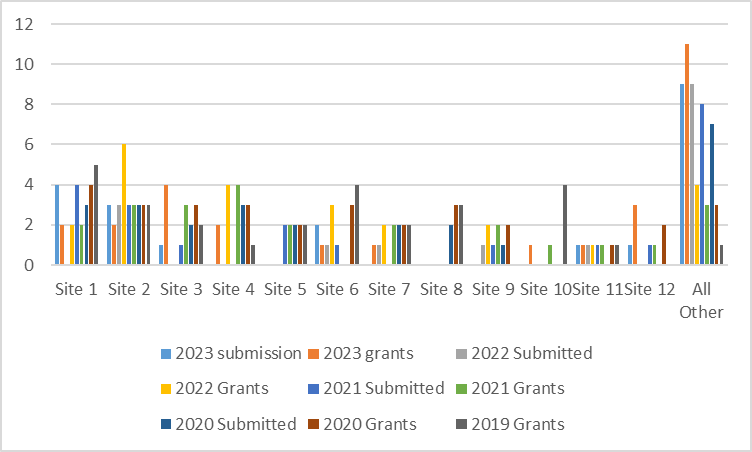 12
10
8
6
4
2
0
Site 1 Site 2 Site 3 Site 4 Site 5 Site 6 Site 7 Site 8 Site 9 Site 10 Site 11 Site 12 All
Other
2023 submission 2023 grants 2022 Submitted
2022 Grants 2021 Submitted 2021 Grants
2020 Submitted 2020 Grants 2019 Grants